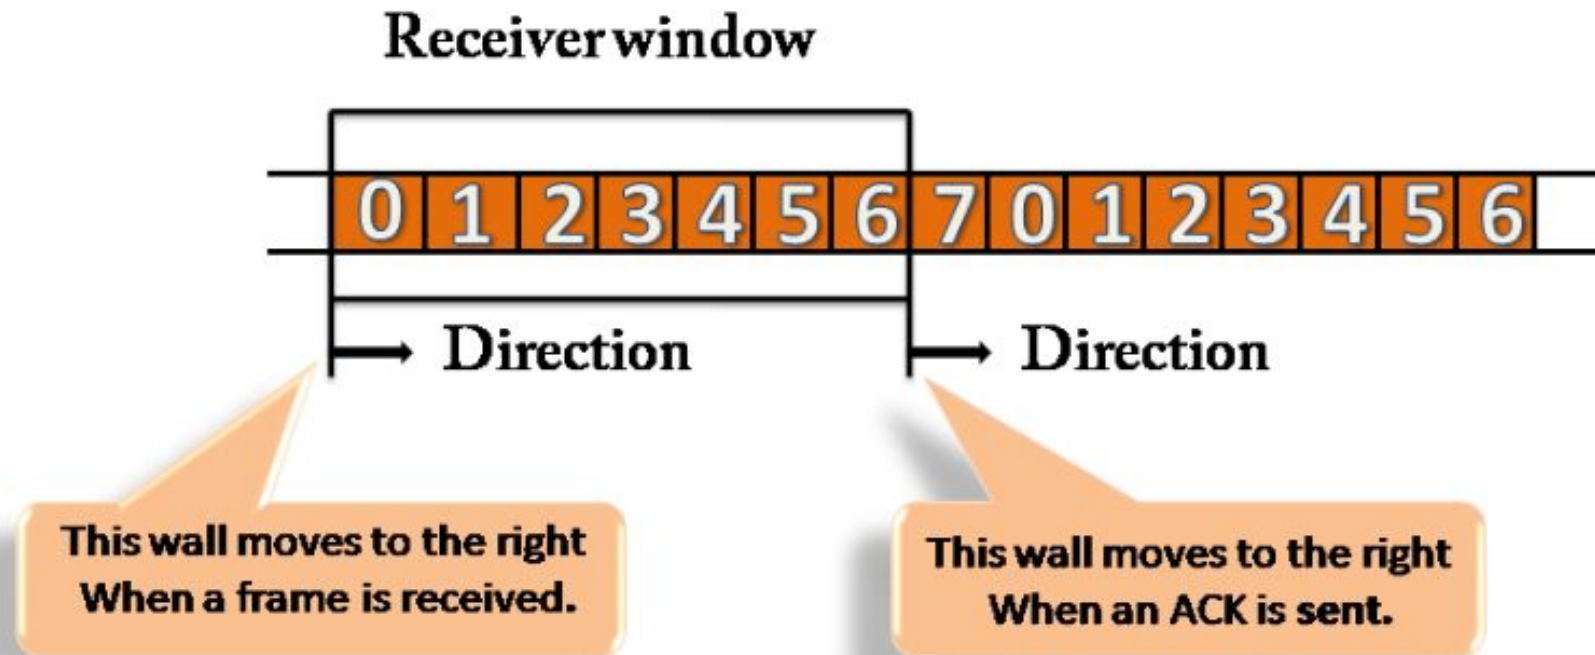 Receiver window
0 1 2 3 4 5 6 7 0 1 2 3 4 5 6
Direction Direction
This wall moves to the right
When a frame is received.
This wall moves to the right
When an ACK is sent.